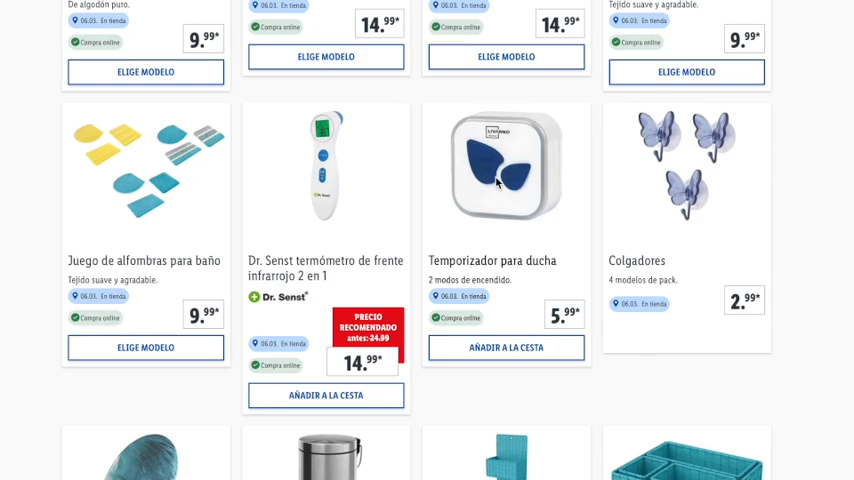 De algodón puro.
06.03. En tienda
Compra online
9.99*
ELIGE MODELO
06.03. En tienda
Compra online
14.99*
ELIGE MODELO
06.03. En tienda
Compra online
14.99*
ELIGE MODELO
Tejido suave y agradable.
06.03. En tienda
Compra online
9.99*
ELIGE MODELO
Juego de alfombras para baño
Tejido suave y agradable.
06.03. En tienda
Compra online
9.99*
ELIGE MODELO
Dr. Senst
Dr. Senst termómetro de frente
infrarrojo 2 en 1
Dr. Senst®
PRECIO
RECOMENDADO
antes: 24.99
06.03. En tienda
Compra online
14.99*
AÑADIR A LA CESTA
LIVARNO
Temporizador para ducha
2 modos de encendido.
06.03. En tienda
Compra online
5.99*
AÑADIR A LA CESTA
Colgadores
4 modelos de pack.
06.03. En tienda
2.99*